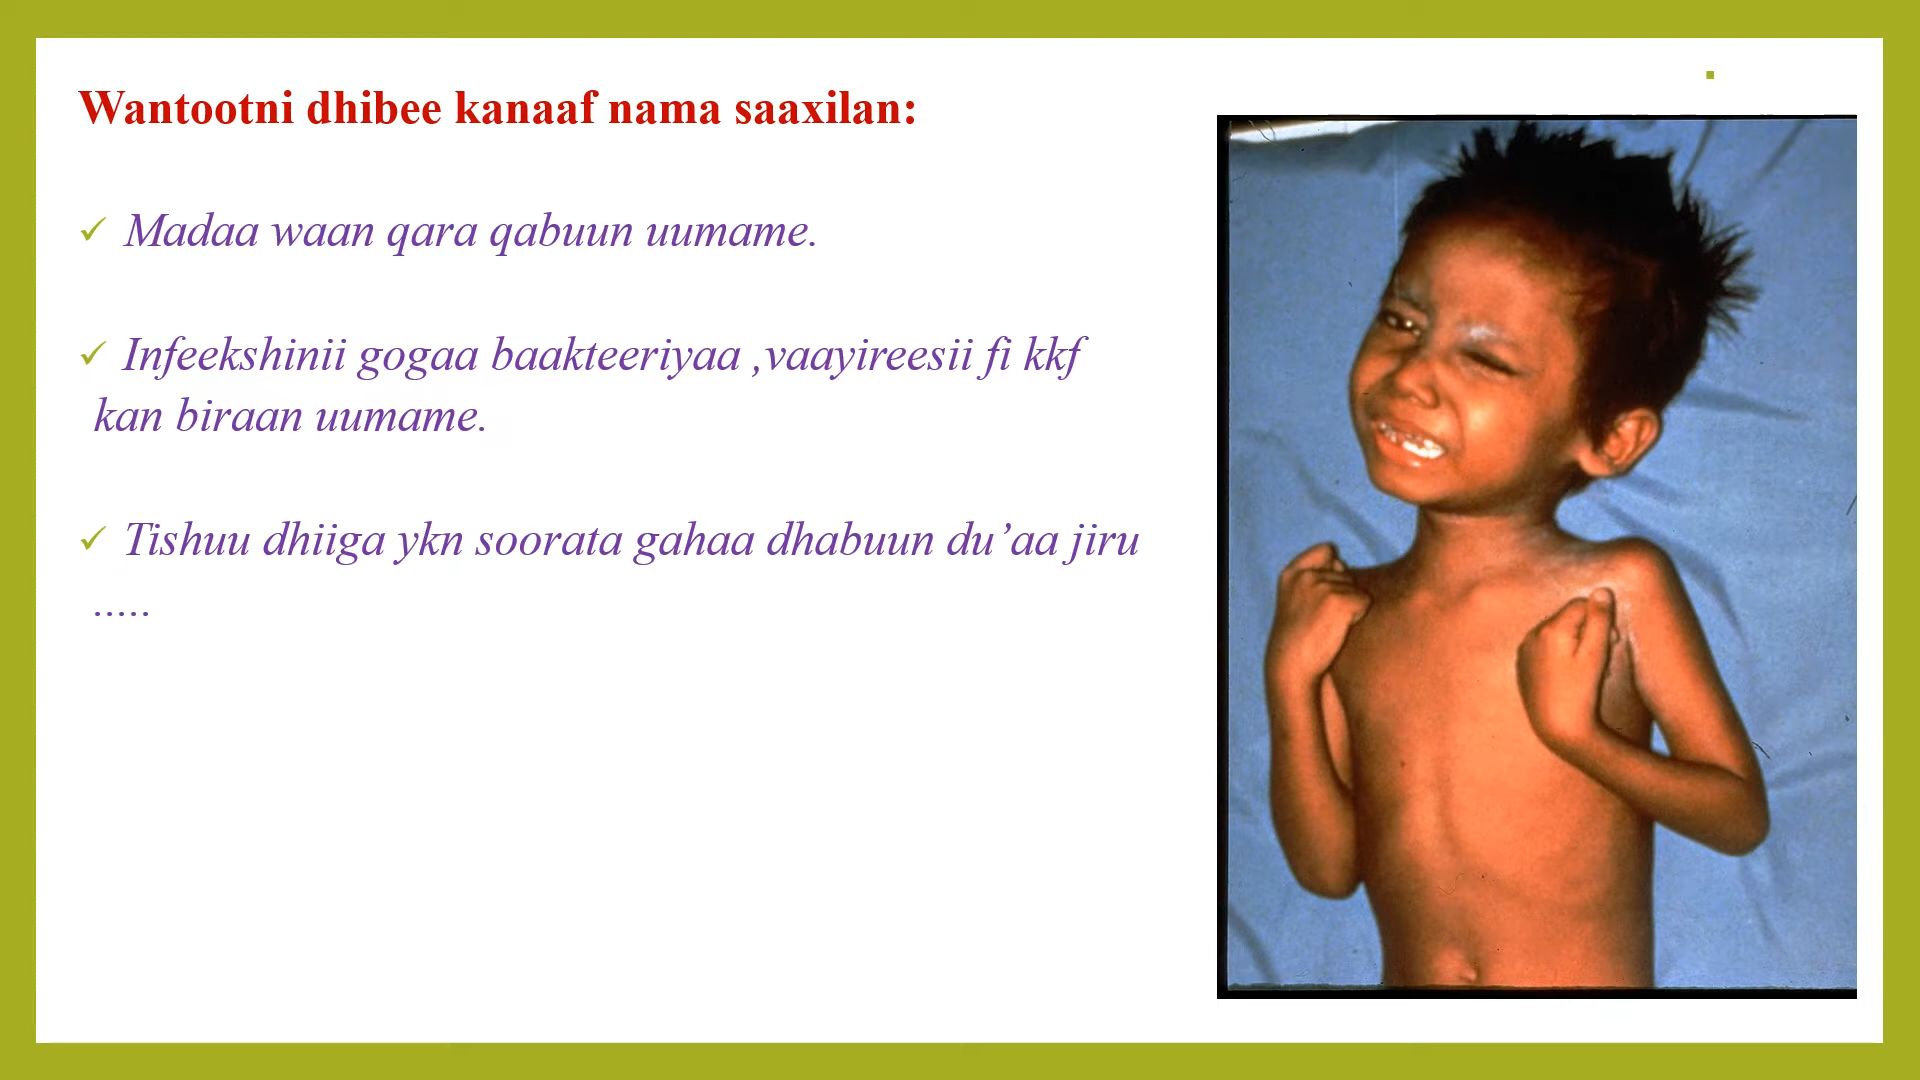 Wantootni dhibee kanaaf nama saaxilan:
✓ Madaa waan qara qabuun uumame.
✓ Infeekshinii gogaa baakteeriyaa ,vaayireesii fi kkf
kan biraan uumame.
✓ Tishuu dhiiga ykn soorata gahaa dhabuun du’aa jiru
.....